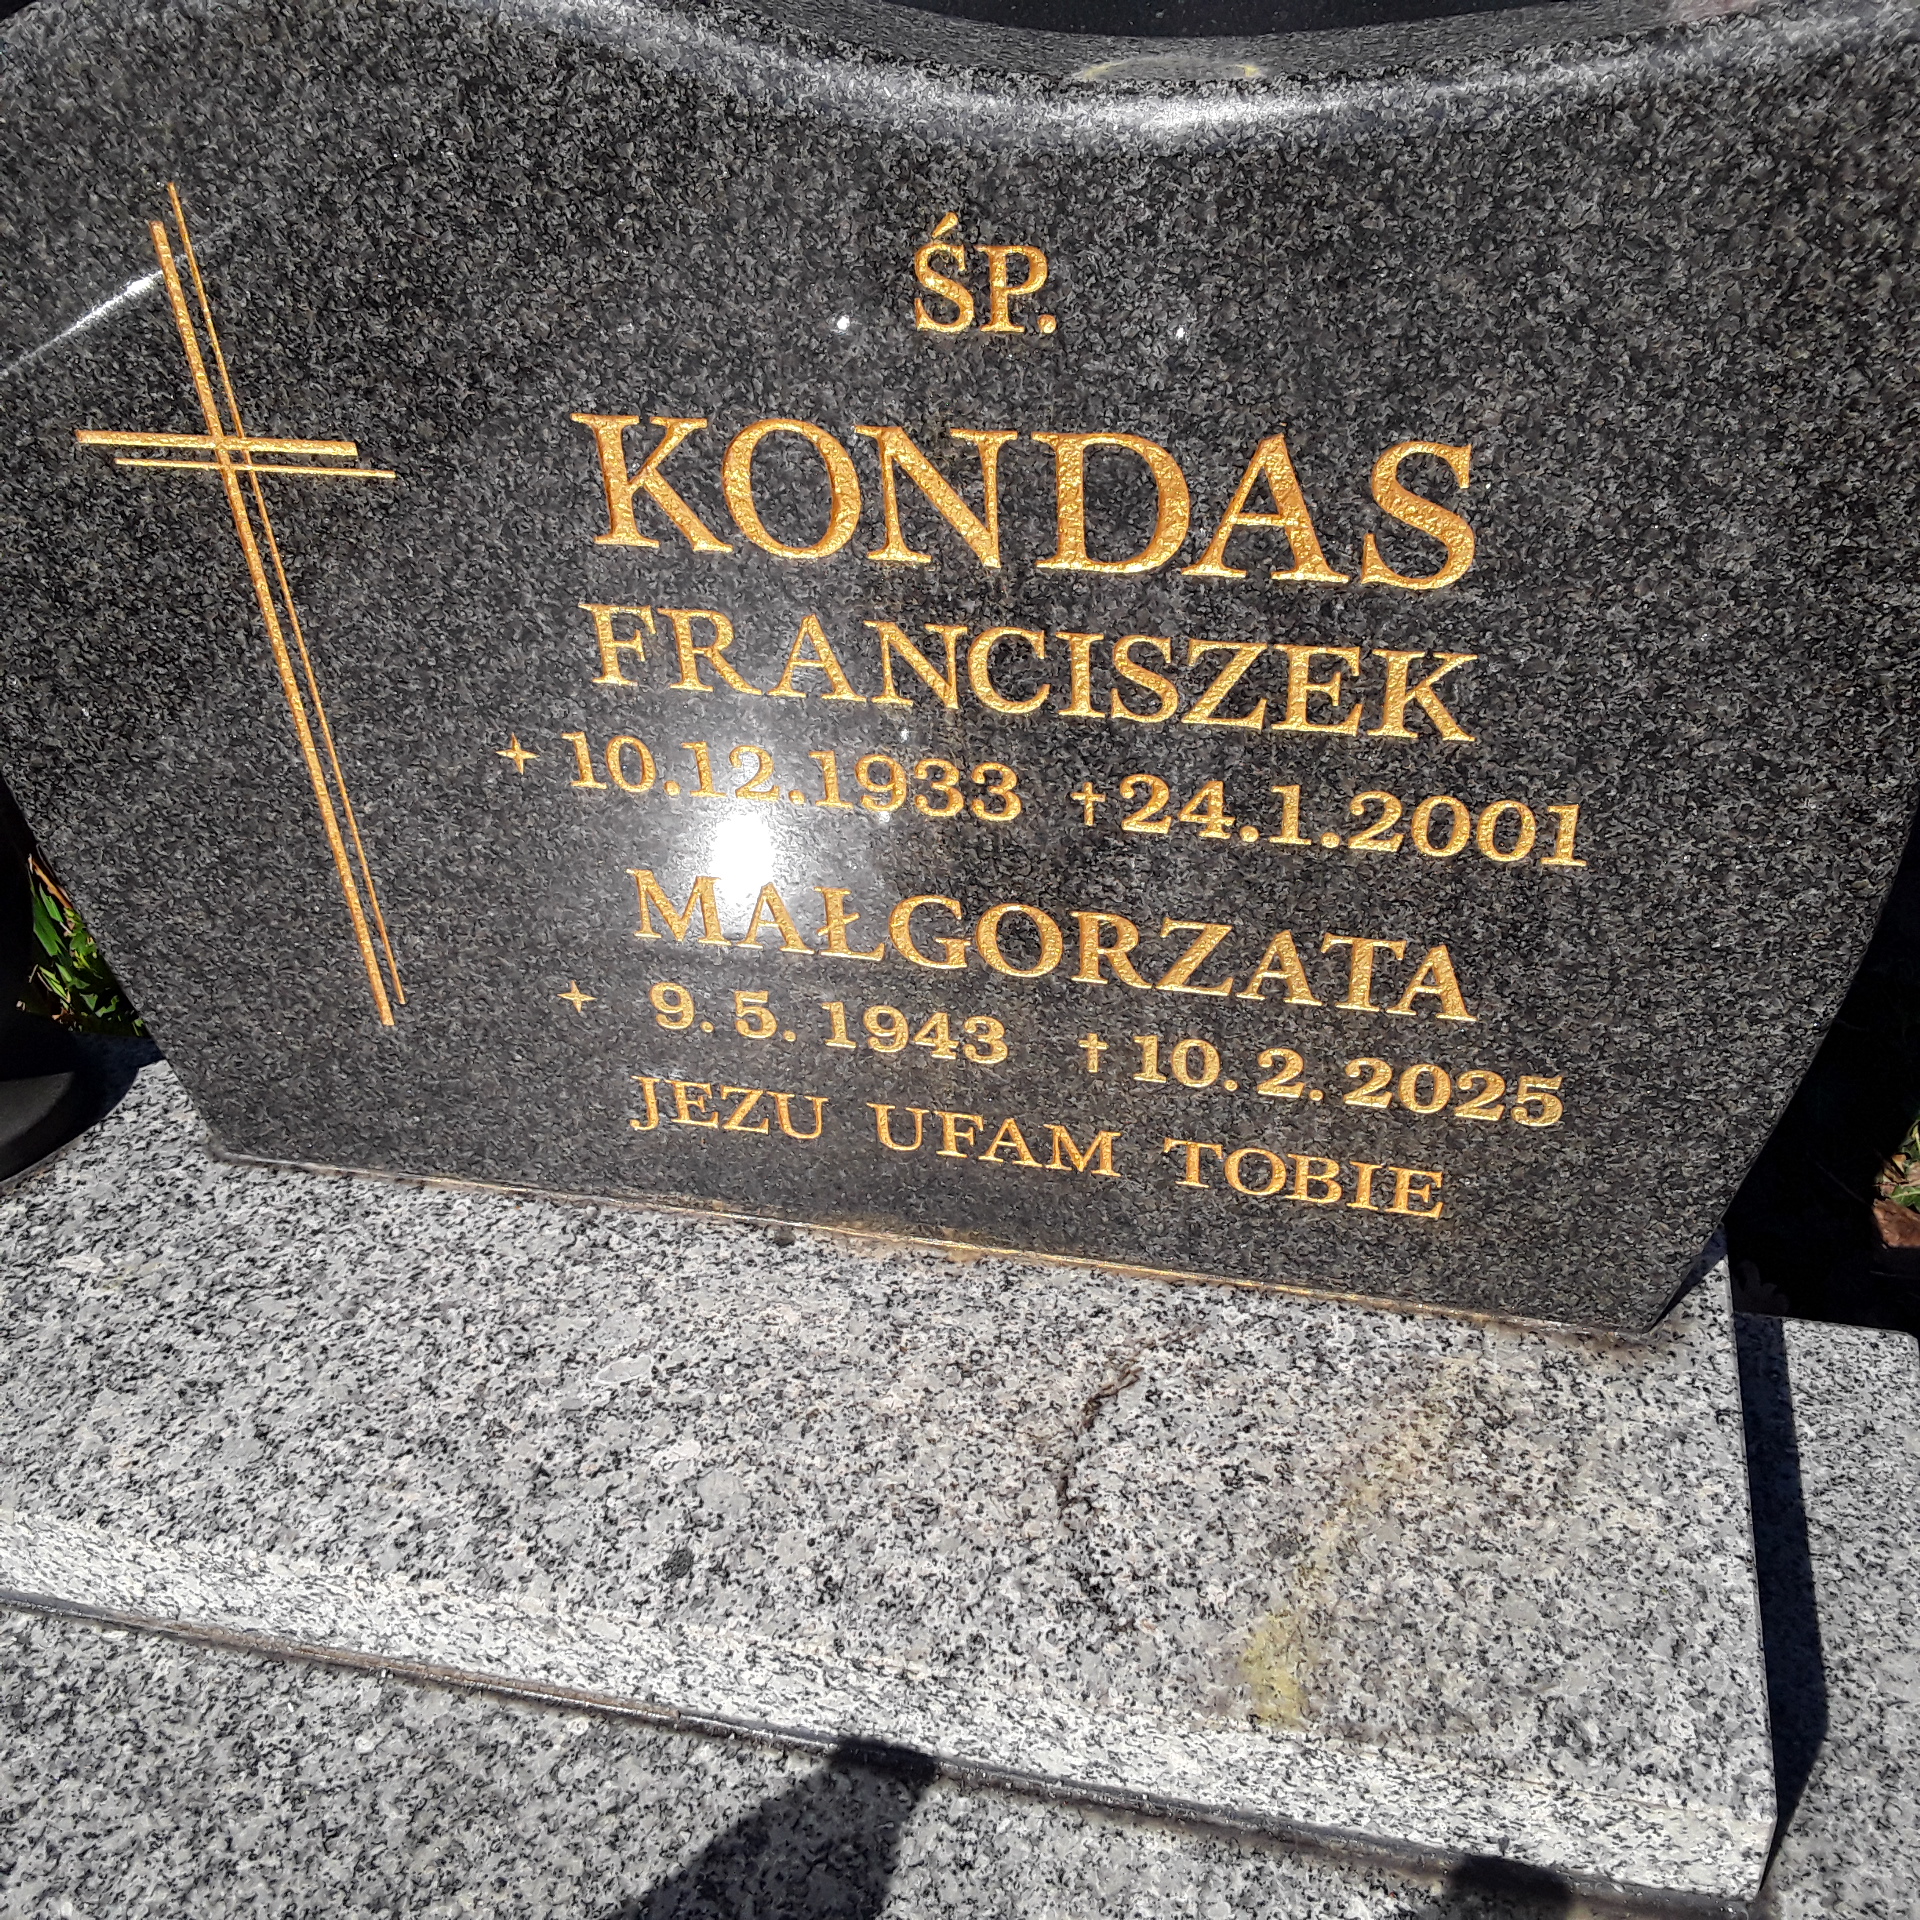 ŚP.
KONDAS
FRANCISZEK
✦ 10.12.1933 †24.1.2001
MAŁGORZATA
✦ 9.5.1943 †10.2.2025
JEZU UFAM TOBIE